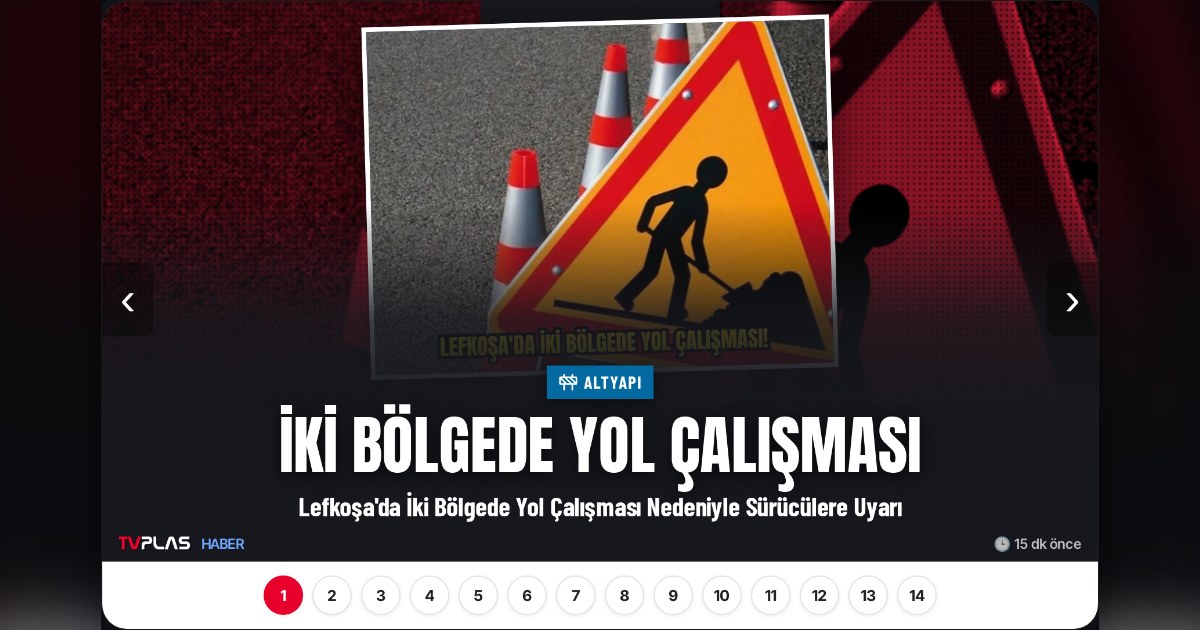 LEFKOŞA'DA İKİ BÖLGEDE YOL ÇALIŞMASI!
ALTYAPI
İKİ BÖLGEDE YOL ÇALIŞMASI
Lefkoşa'da İki Bölgede Yol Çalışması Nedeniyle Sürücülere Uyarı
TVPLAS HABER
15 dk önce
‹ ›
1 2 3 4 5 6 7 8 9 10 11 12 13 14